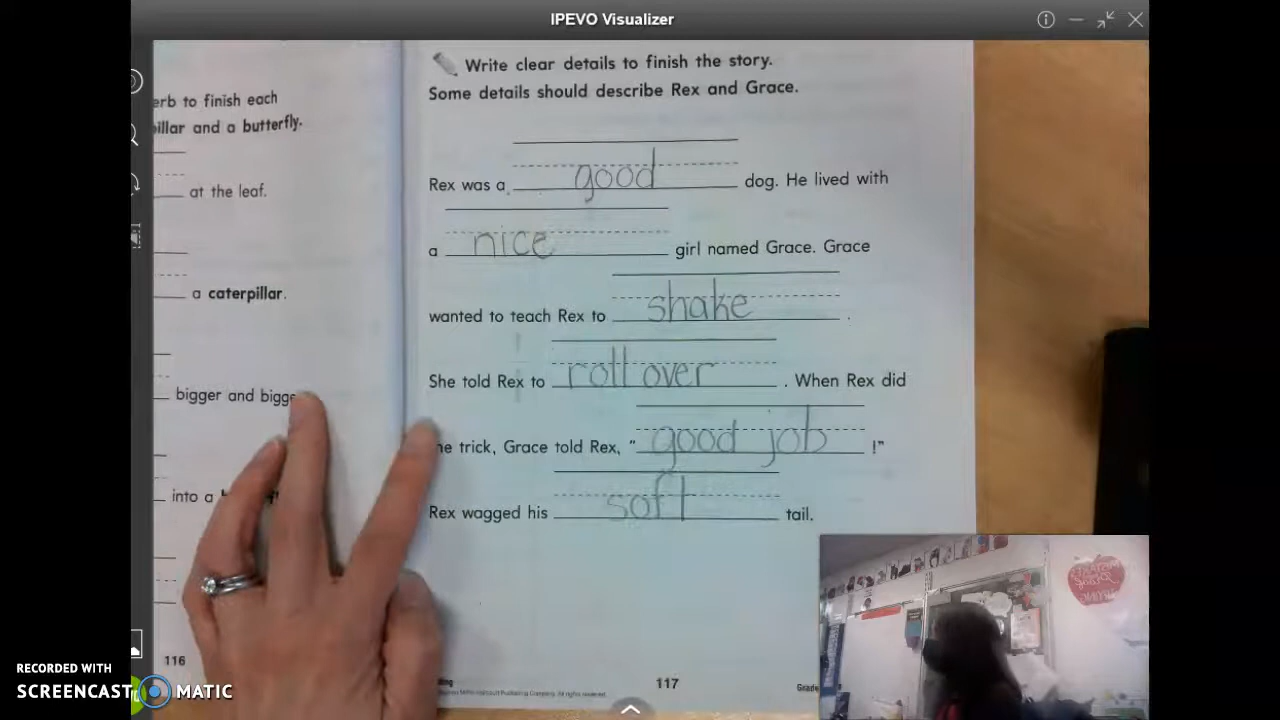 IPEVO Visualizer
erb to finish each
pillar and a butterfly.
at the leaf.
a caterpillar.
bigger and bigge
into a
116
Write clear details to finish the story.
Some details should describe Rex and Grace.
Rex was a good dog. He lived with
a nice girl named Grace. Grace
wanted to teach Rex to shake .
She told Rex to roll over . When Rex did
he trick, Grace told Rex, "good job!"
Rex wagged his soft tail.
117
Grade
RECORDED WITH
SCREENCAST MATIC